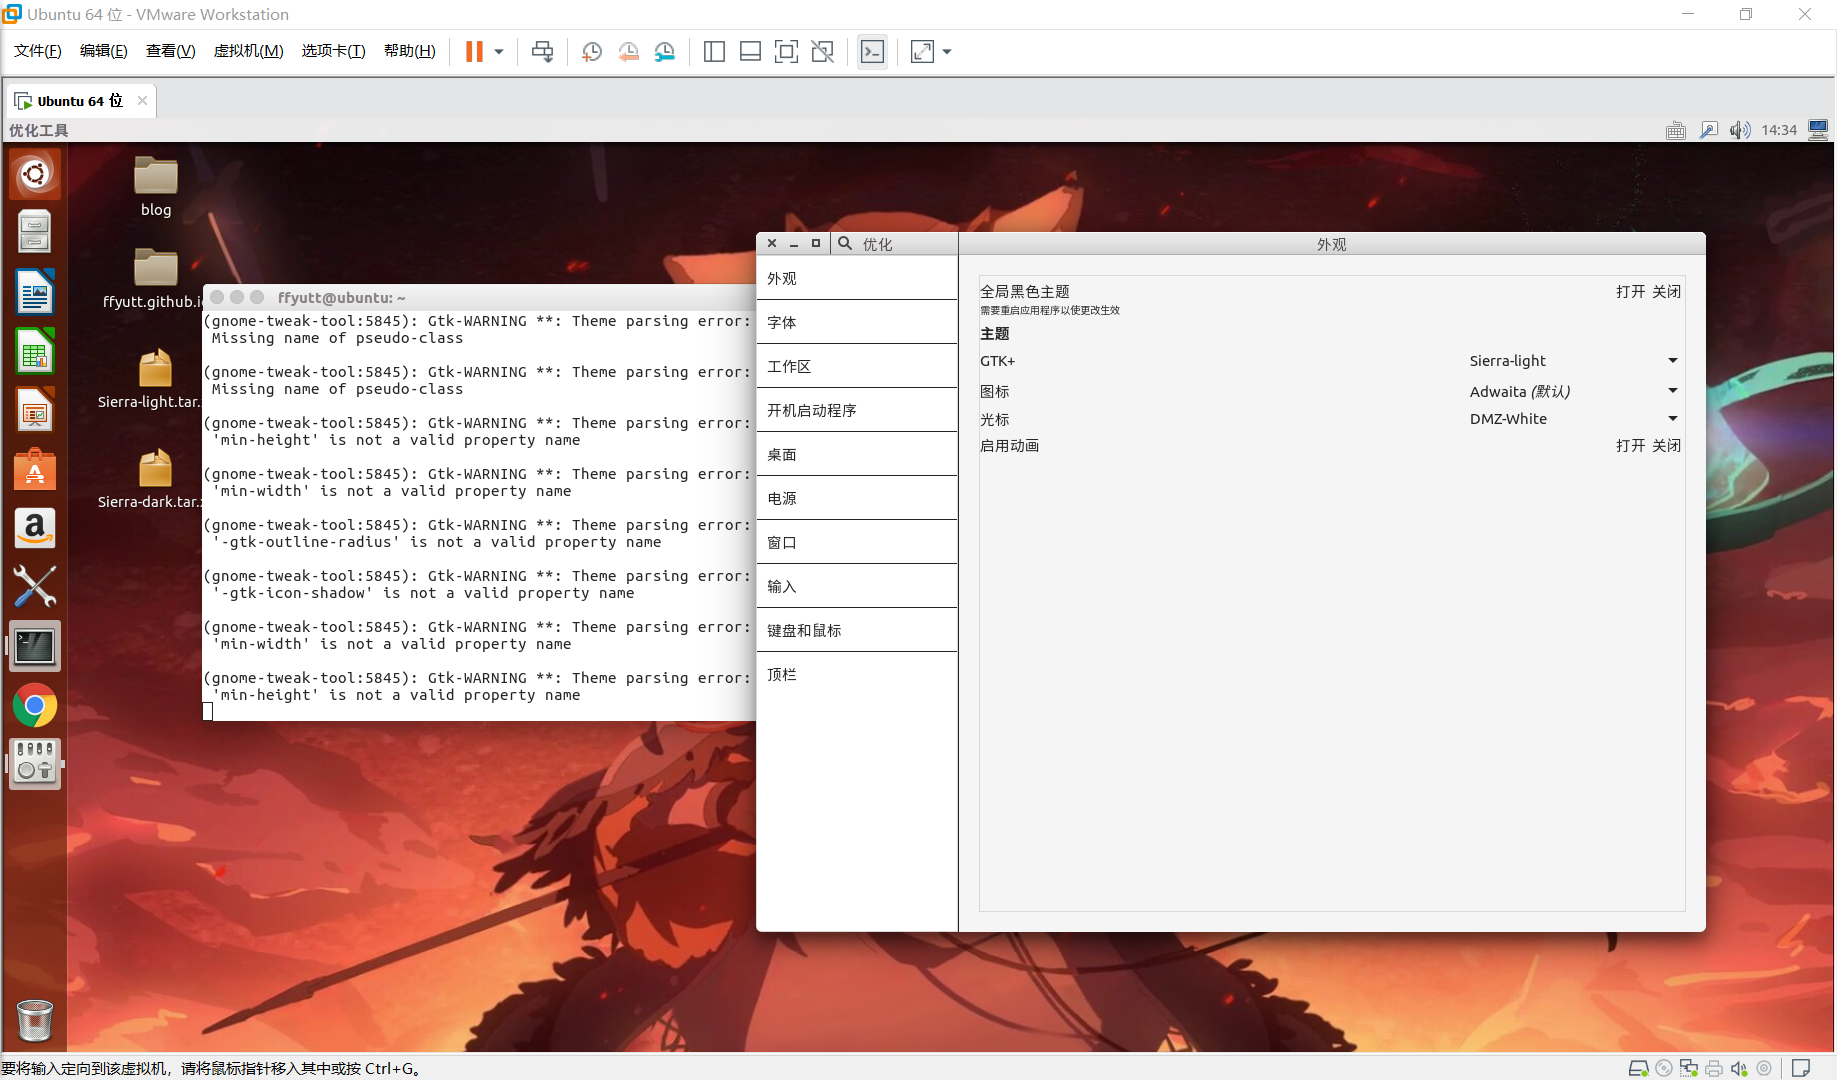 Ubuntu 64 位 - VMware Workstation
文件(F) 编辑(E) 查看(V) 虚拟机(M) 选项卡(T) 帮助(H)
Ubuntu 64 位
优化工具
14:34
blog
ffyutt.github.i
Sierra-light.tar.
Sierra-dark.tar.
ffyutt@ubuntu: ~
(gnome-tweak-tool:5845): Gtk-WARNING **: Theme parsing error:
Missing name of pseudo-class
(gnome-tweak-tool:5845): Gtk-WARNING **: Theme parsing error:
Missing name of pseudo-class
(gnome-tweak-tool:5845): Gtk-WARNING **: Theme parsing error:
'min-height' is not a valid property name
(gnome-tweak-tool:5845): Gtk-WARNING **: Theme parsing error:
'min-width' is not a valid property name
(gnome-tweak-tool:5845): Gtk-WARNING **: Theme parsing error:
'-gtk-outline-radius' is not a valid property name
(gnome-tweak-tool:5845): Gtk-WARNING **: Theme parsing error:
'-gtk-icon-shadow' is not a valid property name
(gnome-tweak-tool:5845): Gtk-WARNING **: Theme parsing error:
'min-width' is not a valid property name
(gnome-tweak-tool:5845): Gtk-WARNING **: Theme parsing error:
'min-height' is not a valid property name
优化
外观
字体
工作区
开机启动程序
桌面
电源
窗口
输入
键盘和鼠标
顶栏
外观
全局黑色主题 打开 关闭
需要重启应用程序以使更改生效
主题
GTK+ Sierra-light
图标 Adwaita (默认)
光标 DMZ-White
启用动画 打开 关闭
要将输入定向到该虚拟机，请将鼠标指针移入其中或按 Ctrl+G。